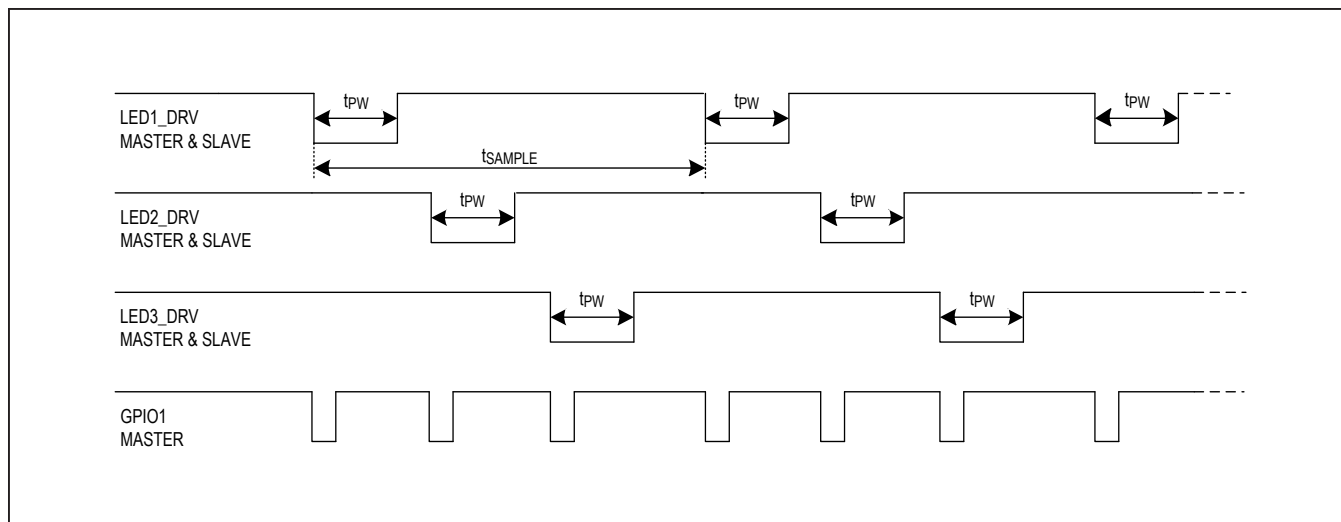 tPW tPW tPW
LED1_DRV
MASTER & SLAVE
tSAMPLE
LED2_DRV
MASTER & SLAVE
tPW tPW
LED3_DRV
MASTER & SLAVE
tPW tPW
GPIO1
MASTER